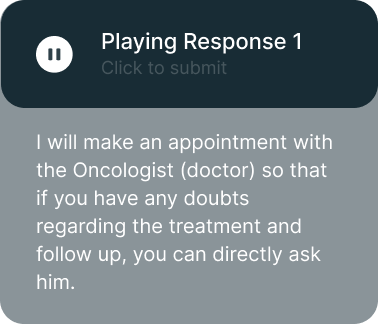 Playing Response 1
Click to submit
I will make an appointment with
the Oncologist (doctor) so that
if you have any doubts
regarding the treatment and
follow up, you can directly ask
him.